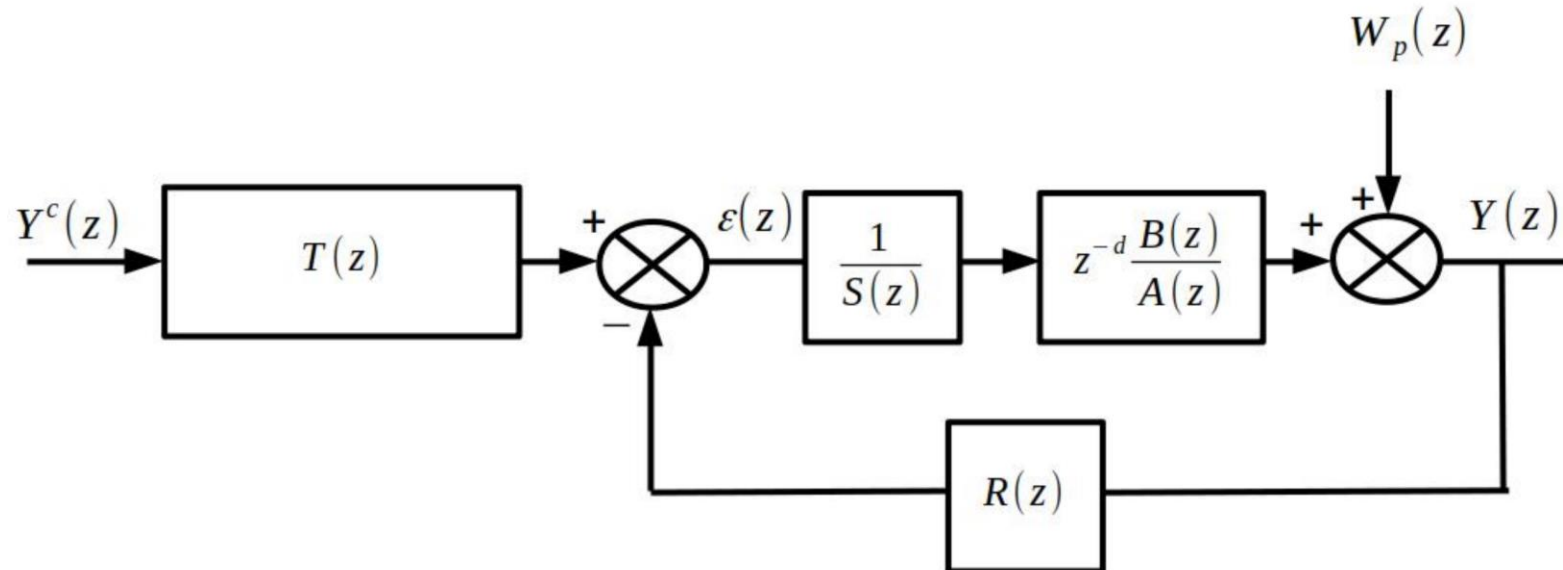 W_p(z)
Y^c(z)
T(z)
+
−
ε(z)
1
S(z)
z^{-d} B(z)
A(z)
+
+
Y(z)
R(z)